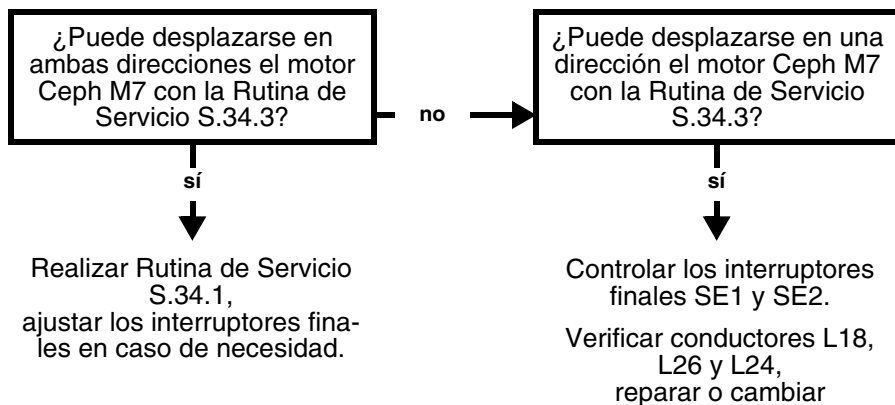 ¿Puede desplazarse en
ambas direcciones el motor
Ceph M7 con la Rutina de
Servicio S.34.3?
no
¿Puede desplazarse en una
dirección el motor Ceph M7
con la Rutina de Servicio
S.34.3?
sí
sí
Realizar Rutina de Servicio
S.34.1,
ajustar los interruptores fina-
les en caso de necesidad.
Controlar los interruptores
finales SE1 y SE2.
Verificar conductores L18,
L26 y L24,
reparar o cambiar